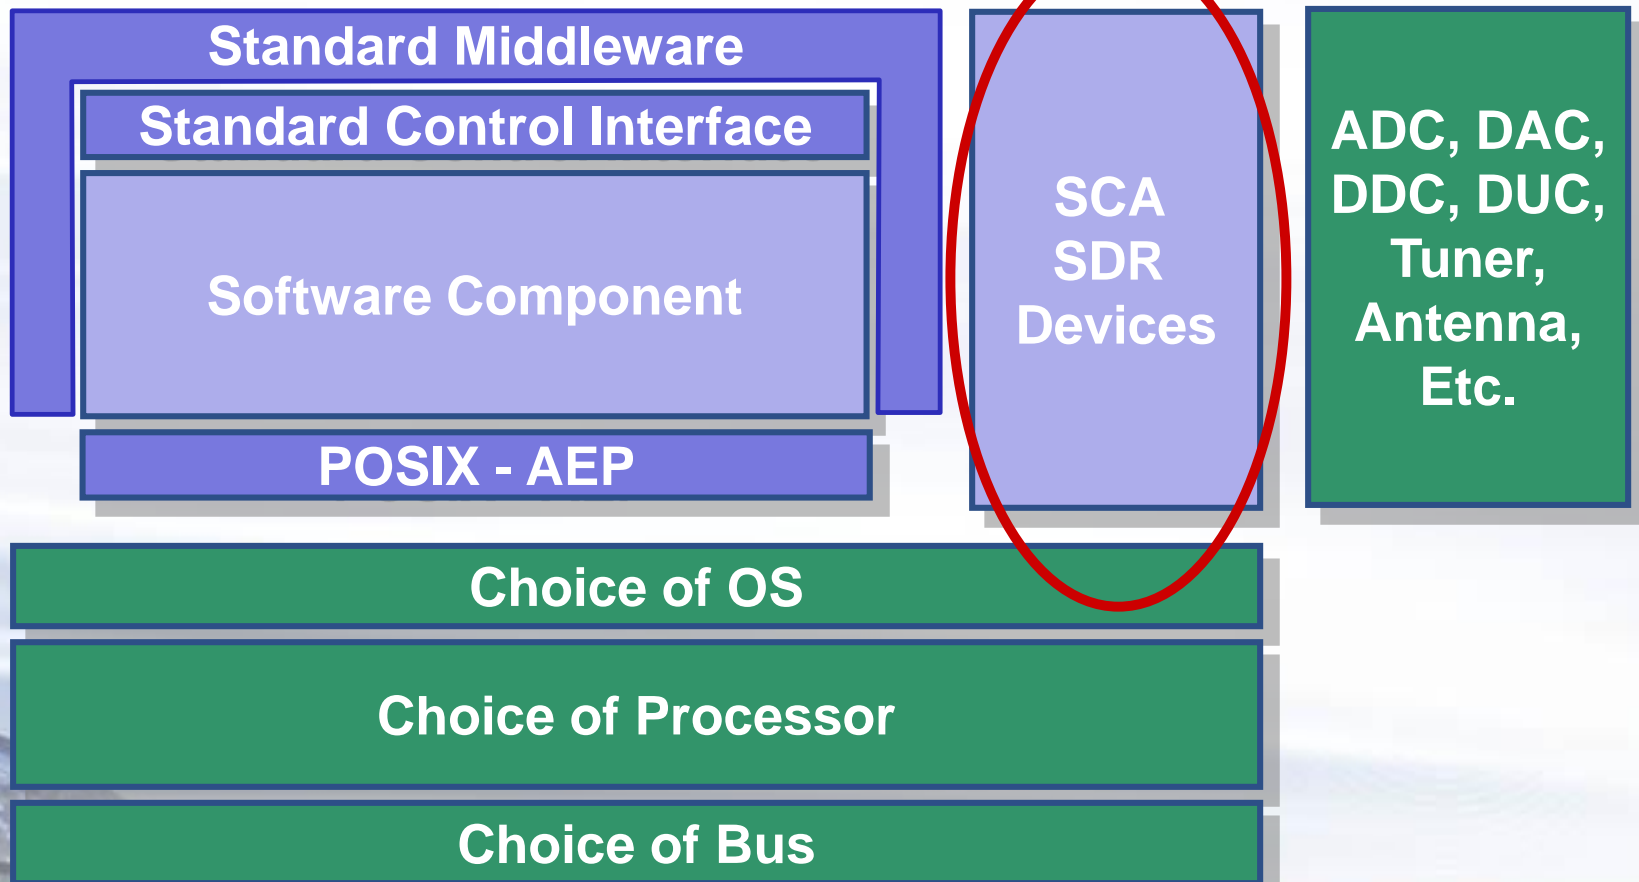 Standard Middleware
Standard Control Interface
Software Component
POSIX - AEP
SCA
SDR
Devices
ADC, DAC,
DDC, DUC,
Tuner,
Antenna,
Etc.
Choice of OS
Choice of Processor
Choice of Bus